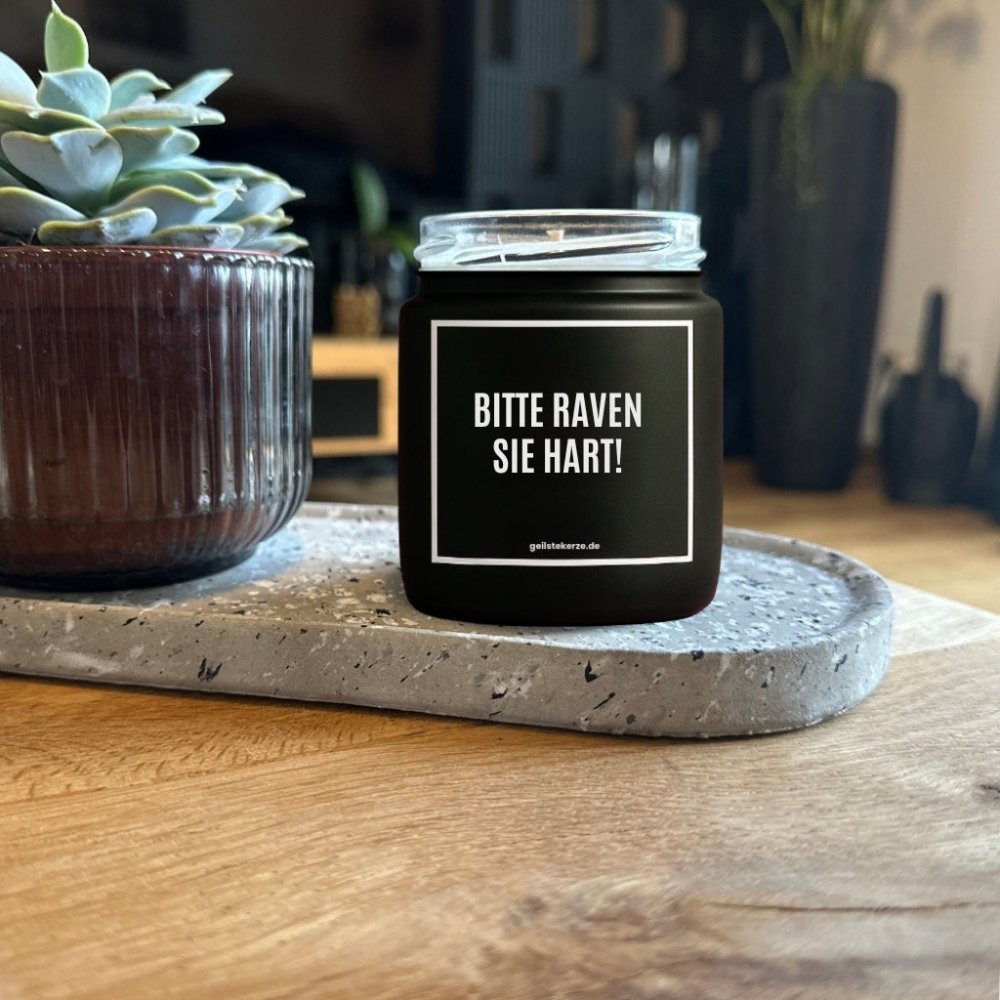 BITTE RAVEN
SIE HART!
geilstekerze.de